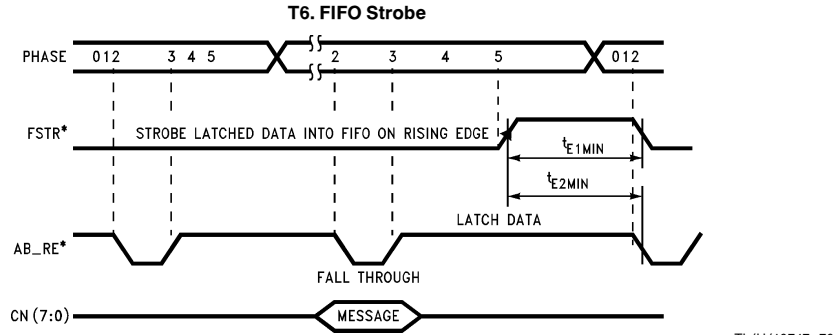 T6. FIFO Strobe
PHASE 012 3 4 5 2 3 4 5 012
FSTR* STROBE LATCHED DATA INTO FIFO ON RISING EDGE
tE1MIN
tE2MIN
LATCH DATA
AB_RE*
FALL THROUGH
CN (7:0) MESSAGE